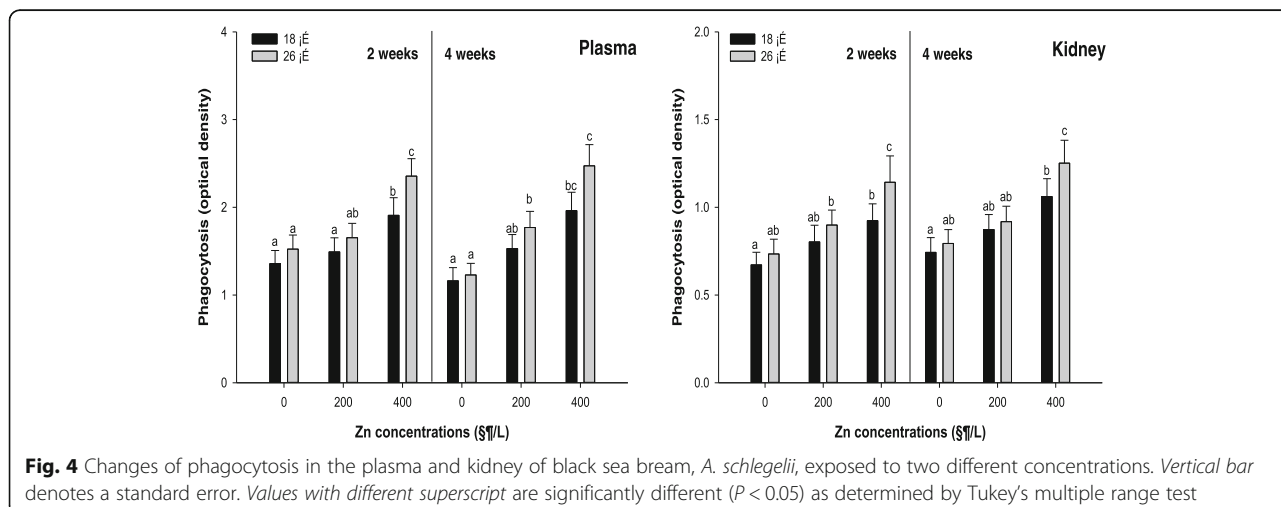 Plasma
2 weeks
4 weeks
18 ¡É
26 ¡É
Phagocytosis (optical density)
4
3
2
1
0
a
a
a
ab
b
c
a
a
ab
b
bc
c
0
200
400
0
200
400
Zn concentrations (§¶/L)
Kidney
2 weeks
4 weeks
18 ¡É
26 ¡É
Phagocytosis (optical density)
2.0
1.5
1.0
0.5
0.0
a
ab
ab
b
b
c
a
ab
ab
ab
b
c
0
200
400
0
200
400
Zn concentrations (§¶/L)
Fig. 4 Changes of phagocytosis in the plasma and kidney of black sea bream, A. schlegelii, exposed to two different concentrations. Vertical bar
denotes a standard error. Values with different superscript are significantly different (P < 0.05) as determined by Tukey's multiple range test